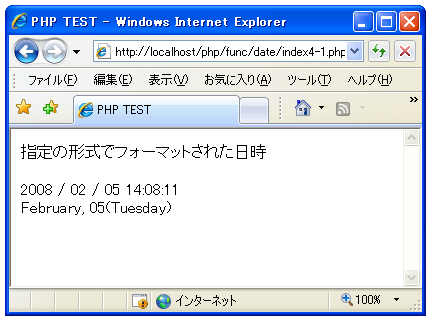 PHP TEST - Windows Internet Explorer
http://localhost/php/func/date/index4-1.php
ファイル(F) 編集(E) 表示(V) お気に入り(A) ツール(T) ヘルプ(H)
PHP TEST
指定の形式でフォーマットされた日時
2008 / 02 / 05 14:08:11
February, 05(Tuesday)
インターネット 100%